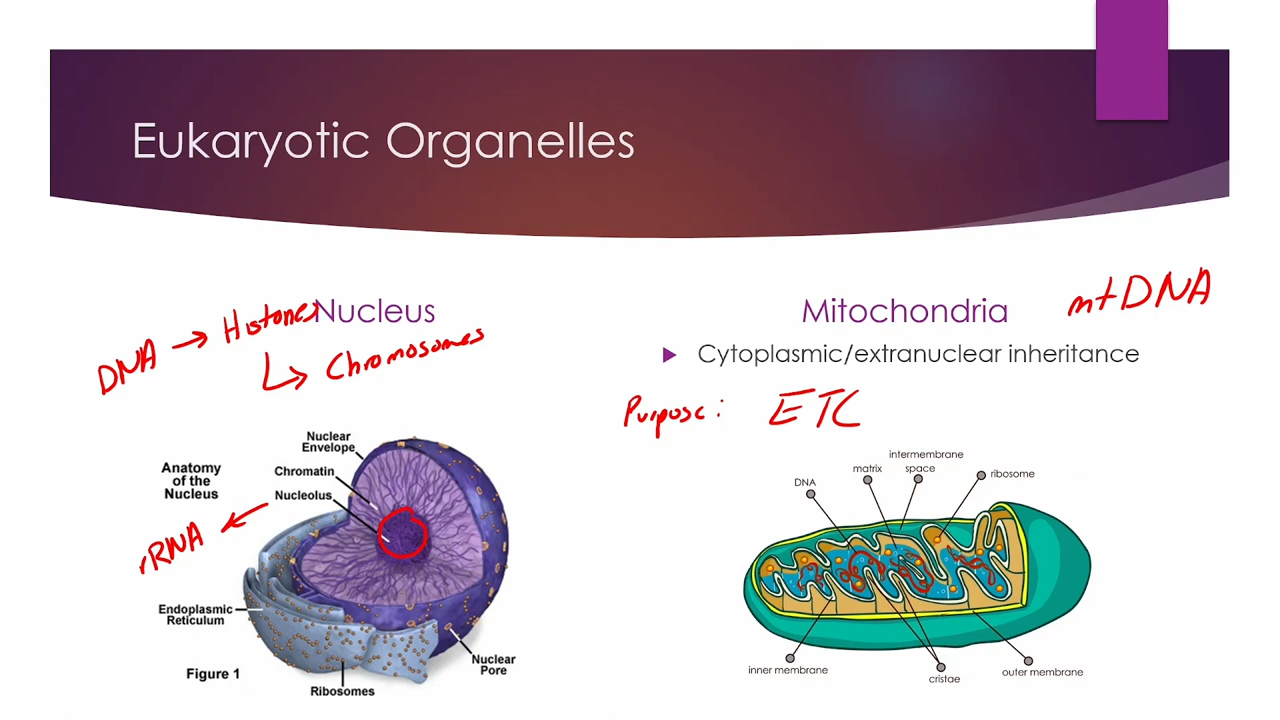 Eukaryotic Organelles
Nucleus
DNA → Histones
↳ Chromosomes
Anatomy
of the
Nucleus
Nuclear
Envelope
Chromatin
Nucleolus
rRNA
Endoplasmic
Reticulum
Figure 1
Ribosomes
Nuclear
Pore
Mitochondria
mtDNA
Cytoplasmic/extranuclear inheritance
Purpose: ETC
DNA
matrix
intermembrane
space
ribosome
inner membrane
cristae
outer membrane